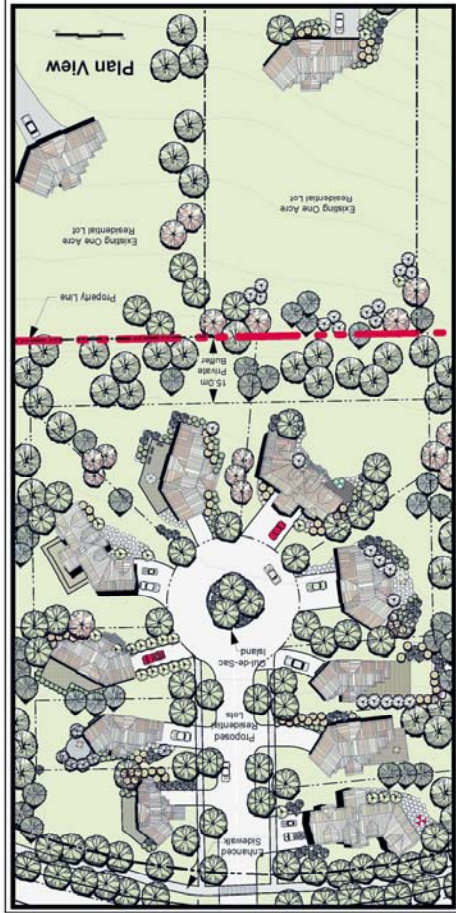 Enhanced
Sidewalk
Proposed
Residential
Lots
Cul-de-Sac
Island
15.0m
Private
Buffer
Property Line
Existing One Acre
Residential Lot
Existing One Acre
Residential Lot
Plan View